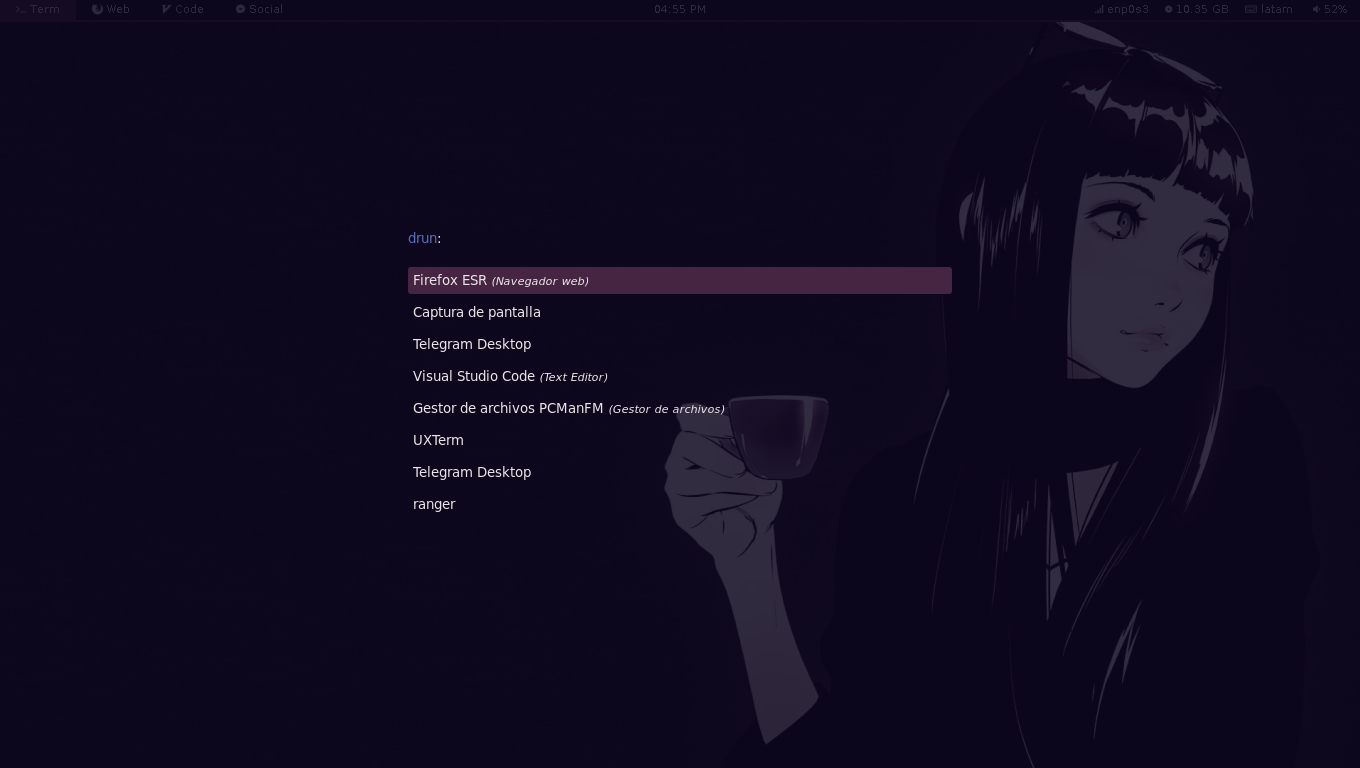 Term Web Code Social 04:55 PM enp0s3 10.35 GB latam 52%
drun:
Firefox ESR (Navegador web)
Captura de pantalla
Telegram Desktop
Visual Studio Code (Text Editor)
Gestor de archivos PCManFM (Gestor de archivos)
UXTerm
Telegram Desktop
ranger